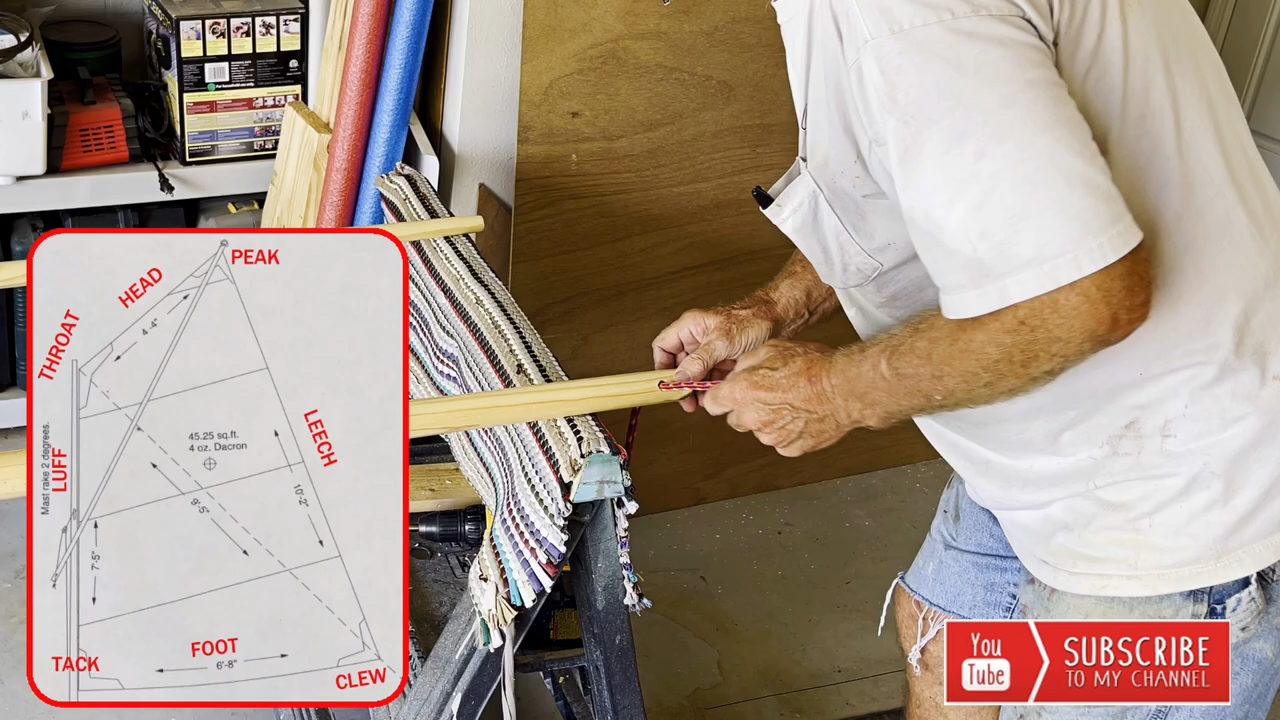 PEAK
HEAD
THROAT
4'-4"
LEECH
45.25 sq.ft.
4 oz. Dacron
Mast rake 2 degrees.
LUFF
9'-5"
10'-2"
7'-5"
FOOT
TACK
6'-8"
CLEW
You
Tube
SUBSCRIBE
TO MY CHANNEL